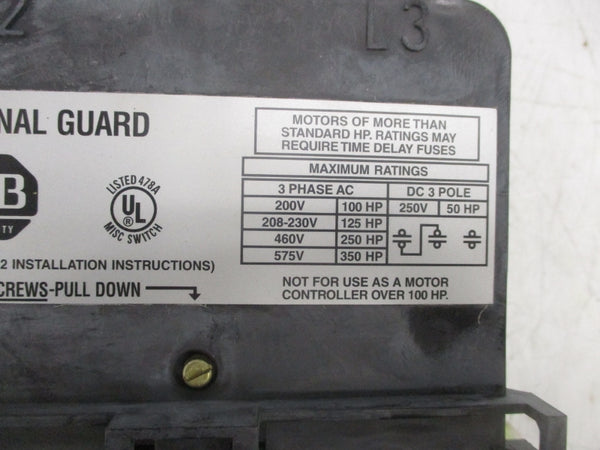 2 L3
NAL GUARD
MOTORS OF MORE THAN
STANDARD HP. RATINGS MAY
REQUIRE TIME DELAY FUSES
MAXIMUM RATINGS
3 PHASE AC DC 3 POLE
200V 100 HP 250V 50 HP
208-230V 125 HP
460V 250 HP
575V 350 HP
B
TY
LISTED 478A
UL
®
MISC SWITCH
2 INSTALLATION INSTRUCTIONS)
CREWS-PULL DOWN
NOT FOR USE AS A MOTOR
CONTROLLER OVER 100 HP.